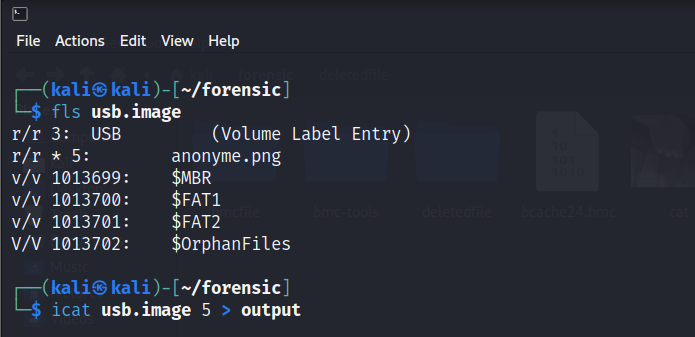 File Actions Edit View Help
┌──(kali㉿kali)-[~/forensic]
└─$ fls usb.image
r/r 3: USB (Volume Label Entry)
r/r * 5: anonyme.png
v/v 1013699: $MBR
v/v 1013700: $FAT1
v/v 1013701: $FAT2
V/V 1013702: $OrphanFiles
┌──(kali㉿kali)-[~/forensic]
└─$ icat usb.image 5 > output